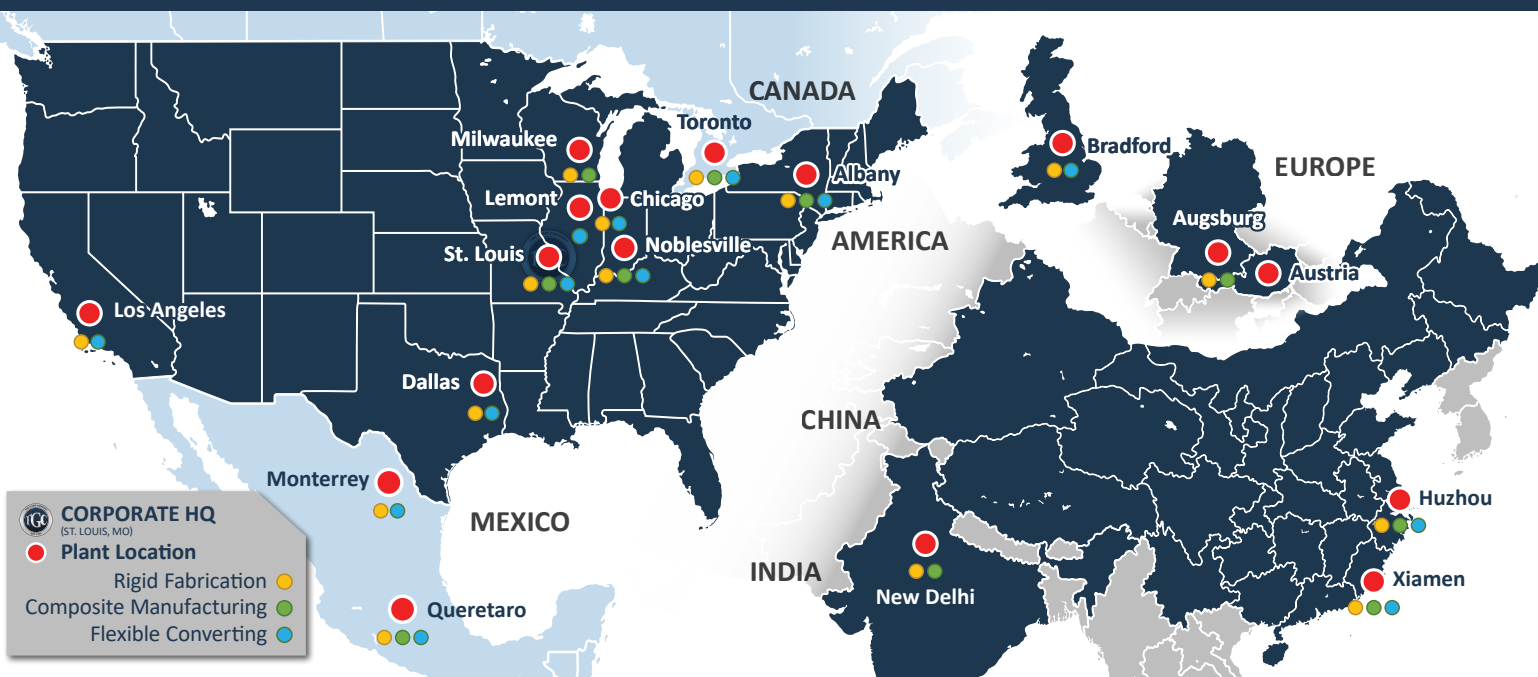 CANADA
Toronto
Milwaukee
Bradford
EUROPE
Albany
Lemont
Chicago
Augsburg
AMERICA
St. Louis
Noblesville
Austria
Los Angeles
Dallas
CHINA
Monterrey
Huzhou
MEXICO
INDIA
New Delhi
Xiamen
Queretaro
UGC
CORPORATE HQ
(ST. LOUIS, MO)
Plant Location
Rigid Fabrication
Composite Manufacturing
Flexible Converting